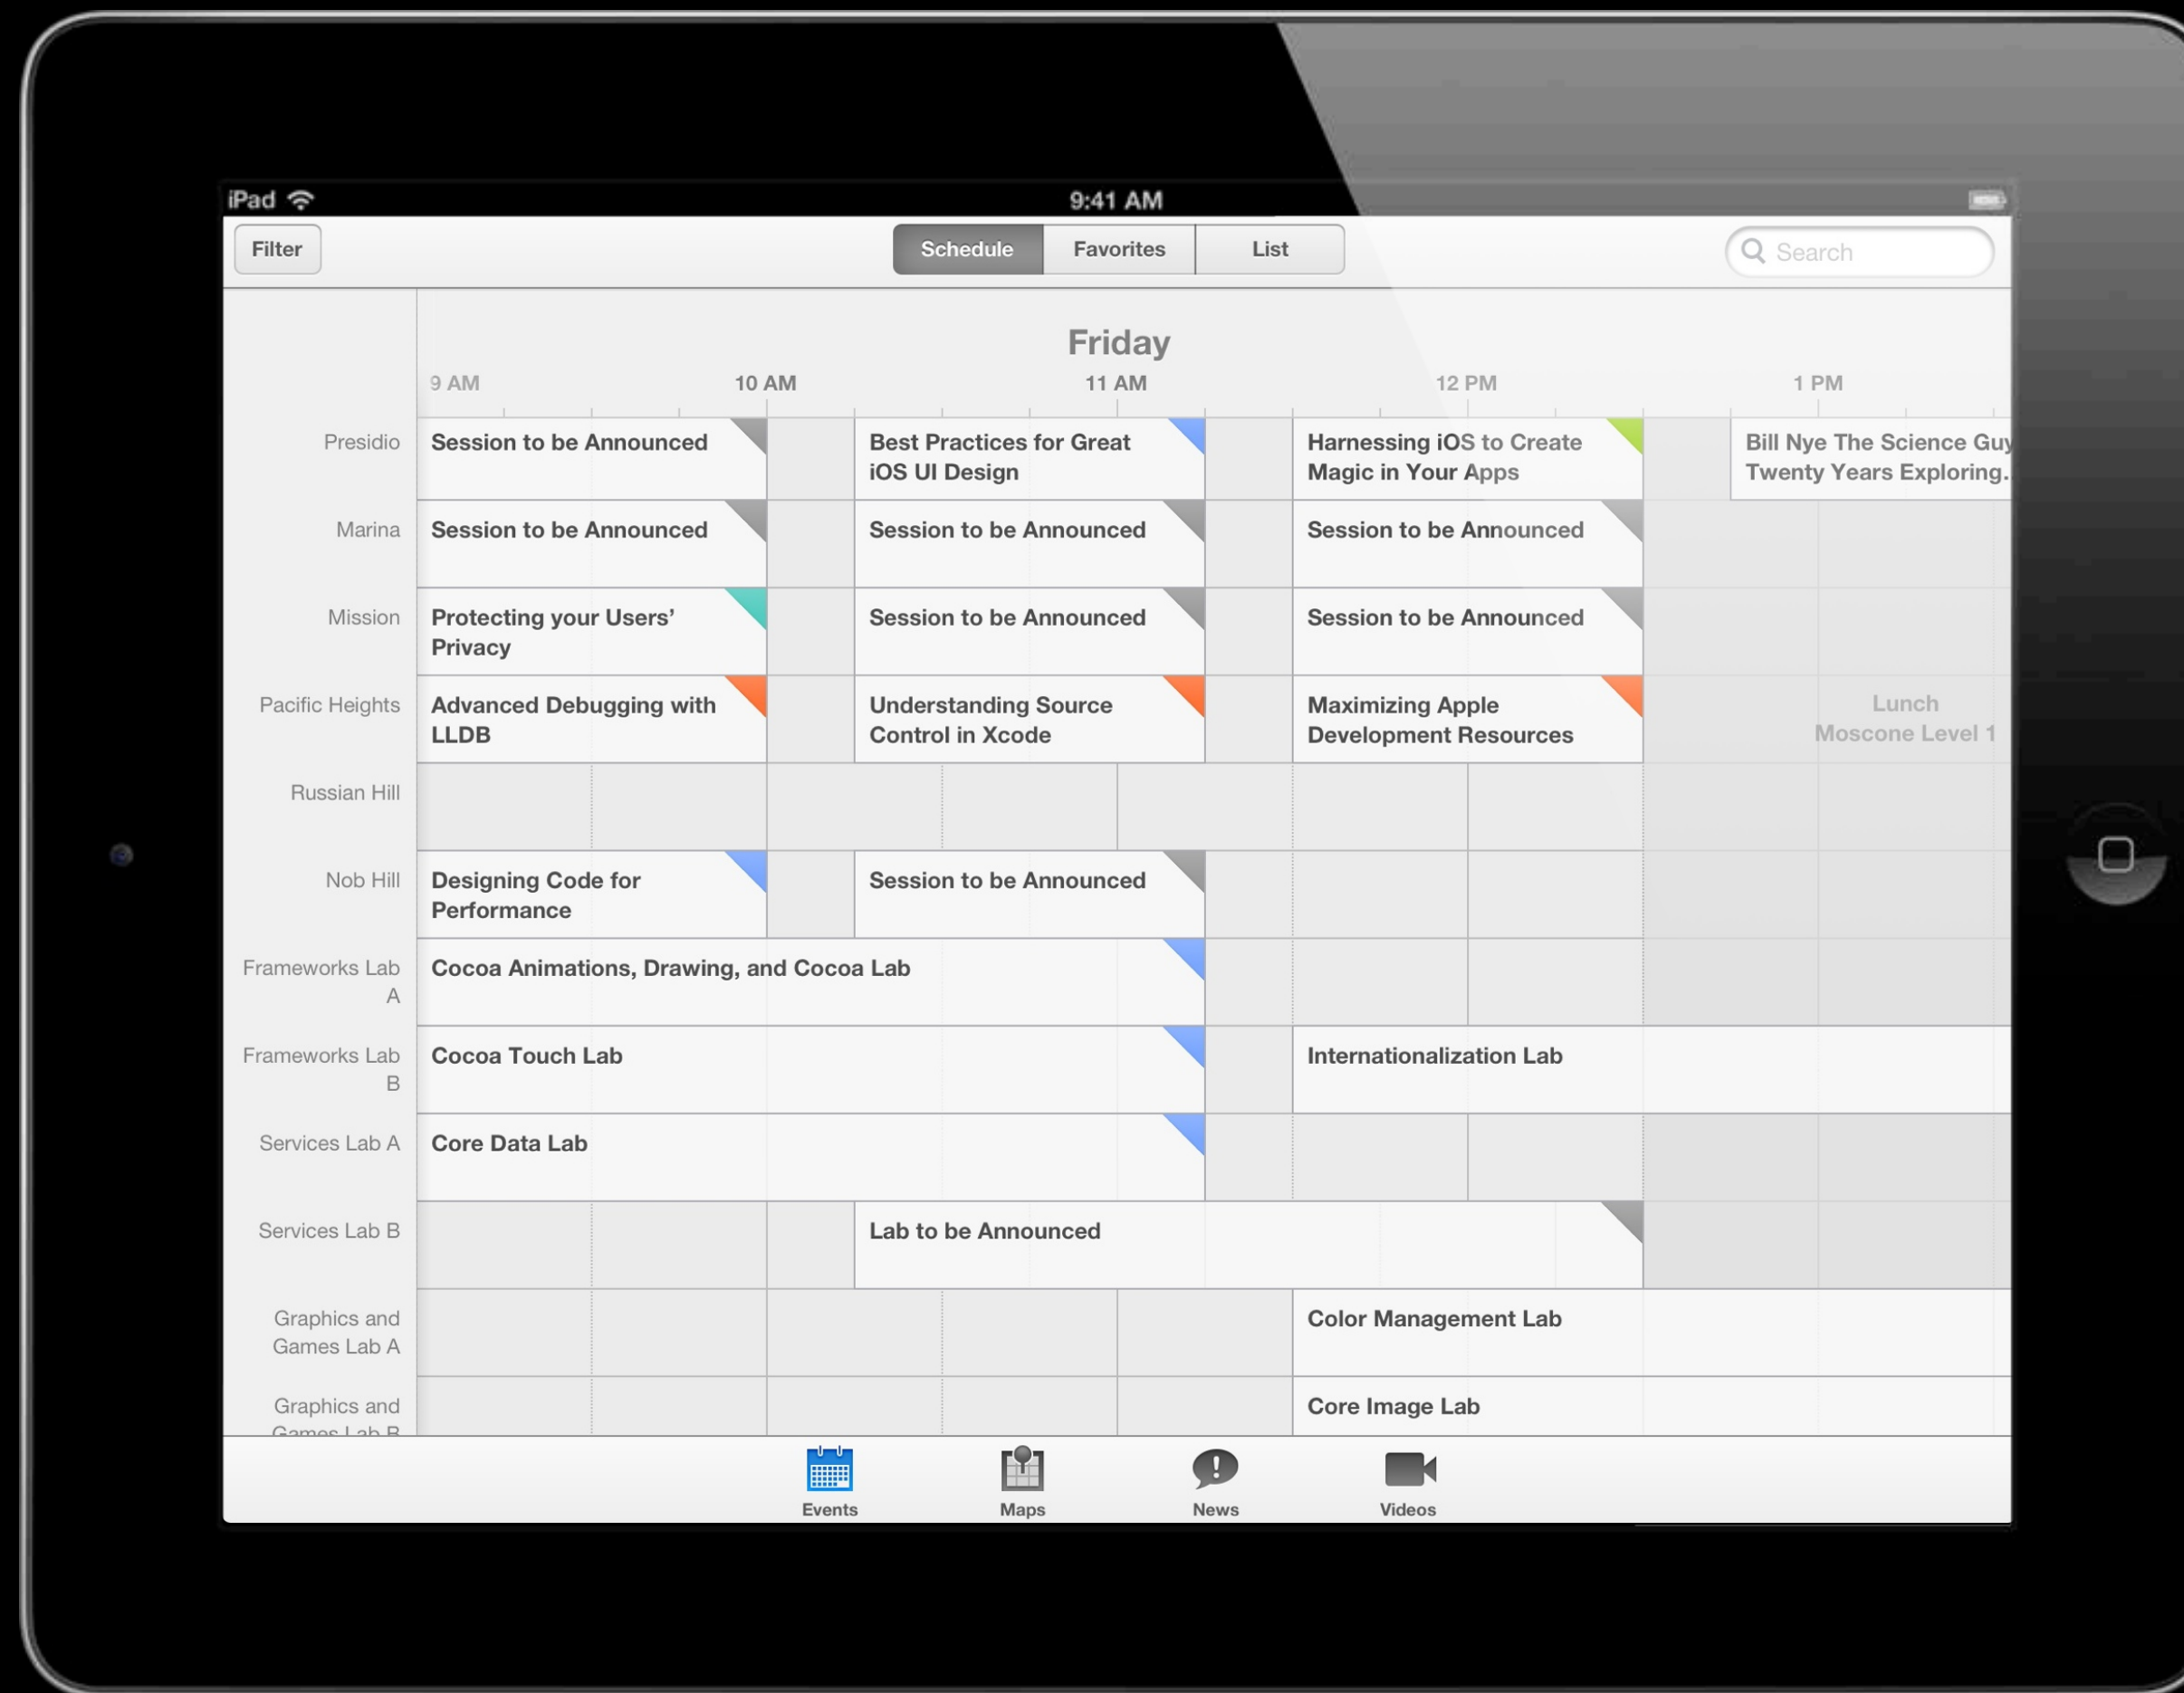 iPad
9:41 AM
Filter
Schedule
Favorites
List
Search
Friday
9 AM
10 AM
11 AM
12 PM
1 PM
Presidio
Session to be Announced
Best Practices for Great
iOS UI Design
Harnessing iOS to Create
Magic in Your Apps
Bill Nye The Science Guy
Twenty Years Exploring..
Marina
Session to be Announced
Session to be Announced
Session to be Announced
Mission
Protecting your Users’
Privacy
Session to be Announced
Session to be Announced
Pacific Heights
Advanced Debugging with
LLDB
Understanding Source
Control in Xcode
Maximizing Apple
Development Resources
Lunch
Moscone Level 1
Russian Hill
Nob Hill
Designing Code for
Performance
Session to be Announced
Frameworks Lab
A
Cocoa Animations, Drawing, and Cocoa Lab
Frameworks Lab
B
Cocoa Touch Lab
Internationalization Lab
Services Lab A
Core Data Lab
Services Lab B
Lab to be Announced
Graphics and
Games Lab A
Color Management Lab
Graphics and
Games Lab B
Core Image Lab
Events
Maps
News
Videos